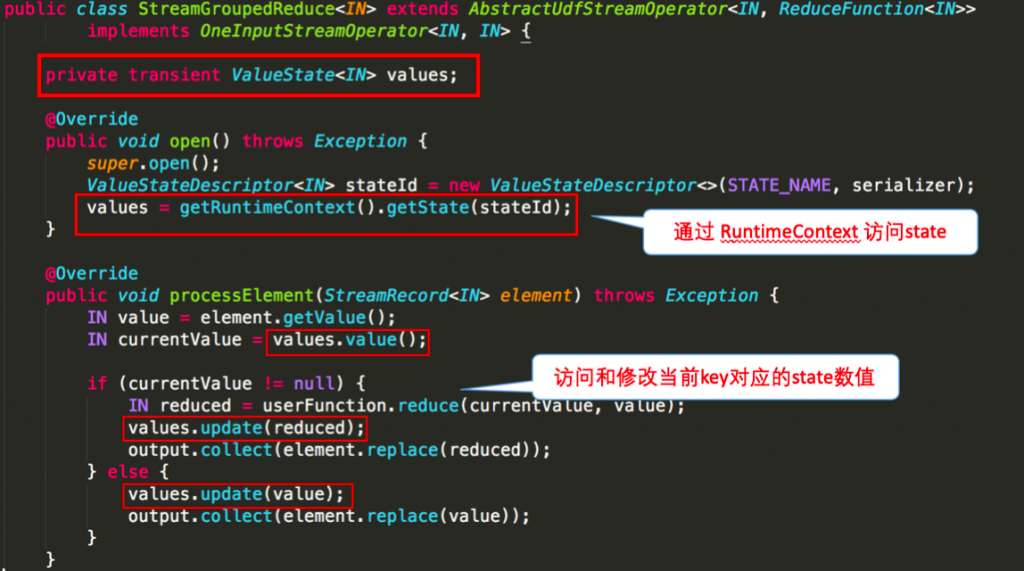 public class StreamGroupedReduce<IN> extends AbstractUdfStreamOperator<IN, ReduceFunction<IN>>
implements OneInputStreamOperator<IN, IN> {
private transient ValueState<IN> values;
@Override
public void open() throws Exception {
super.open();
ValueStateDescriptor<IN> stateId = new ValueStateDescriptor<>(STATE_NAME, serializer);
values = getRuntimeContext().getState(stateId);
通过 RuntimeContext 访问state
}
@Override
public void processElement(StreamRecord<IN> element) throws Exception {
IN value = element.getValue();
IN currentValue = values.value();
访问和修改当前key对应的state数值
if (currentValue != null) {
IN reduced = userFunction.reduce(currentValue, value);
values.update(reduced);
output.collect(element.replace(reduced));
} else {
values.update(value);
output.collect(element.replace(value));
}
}